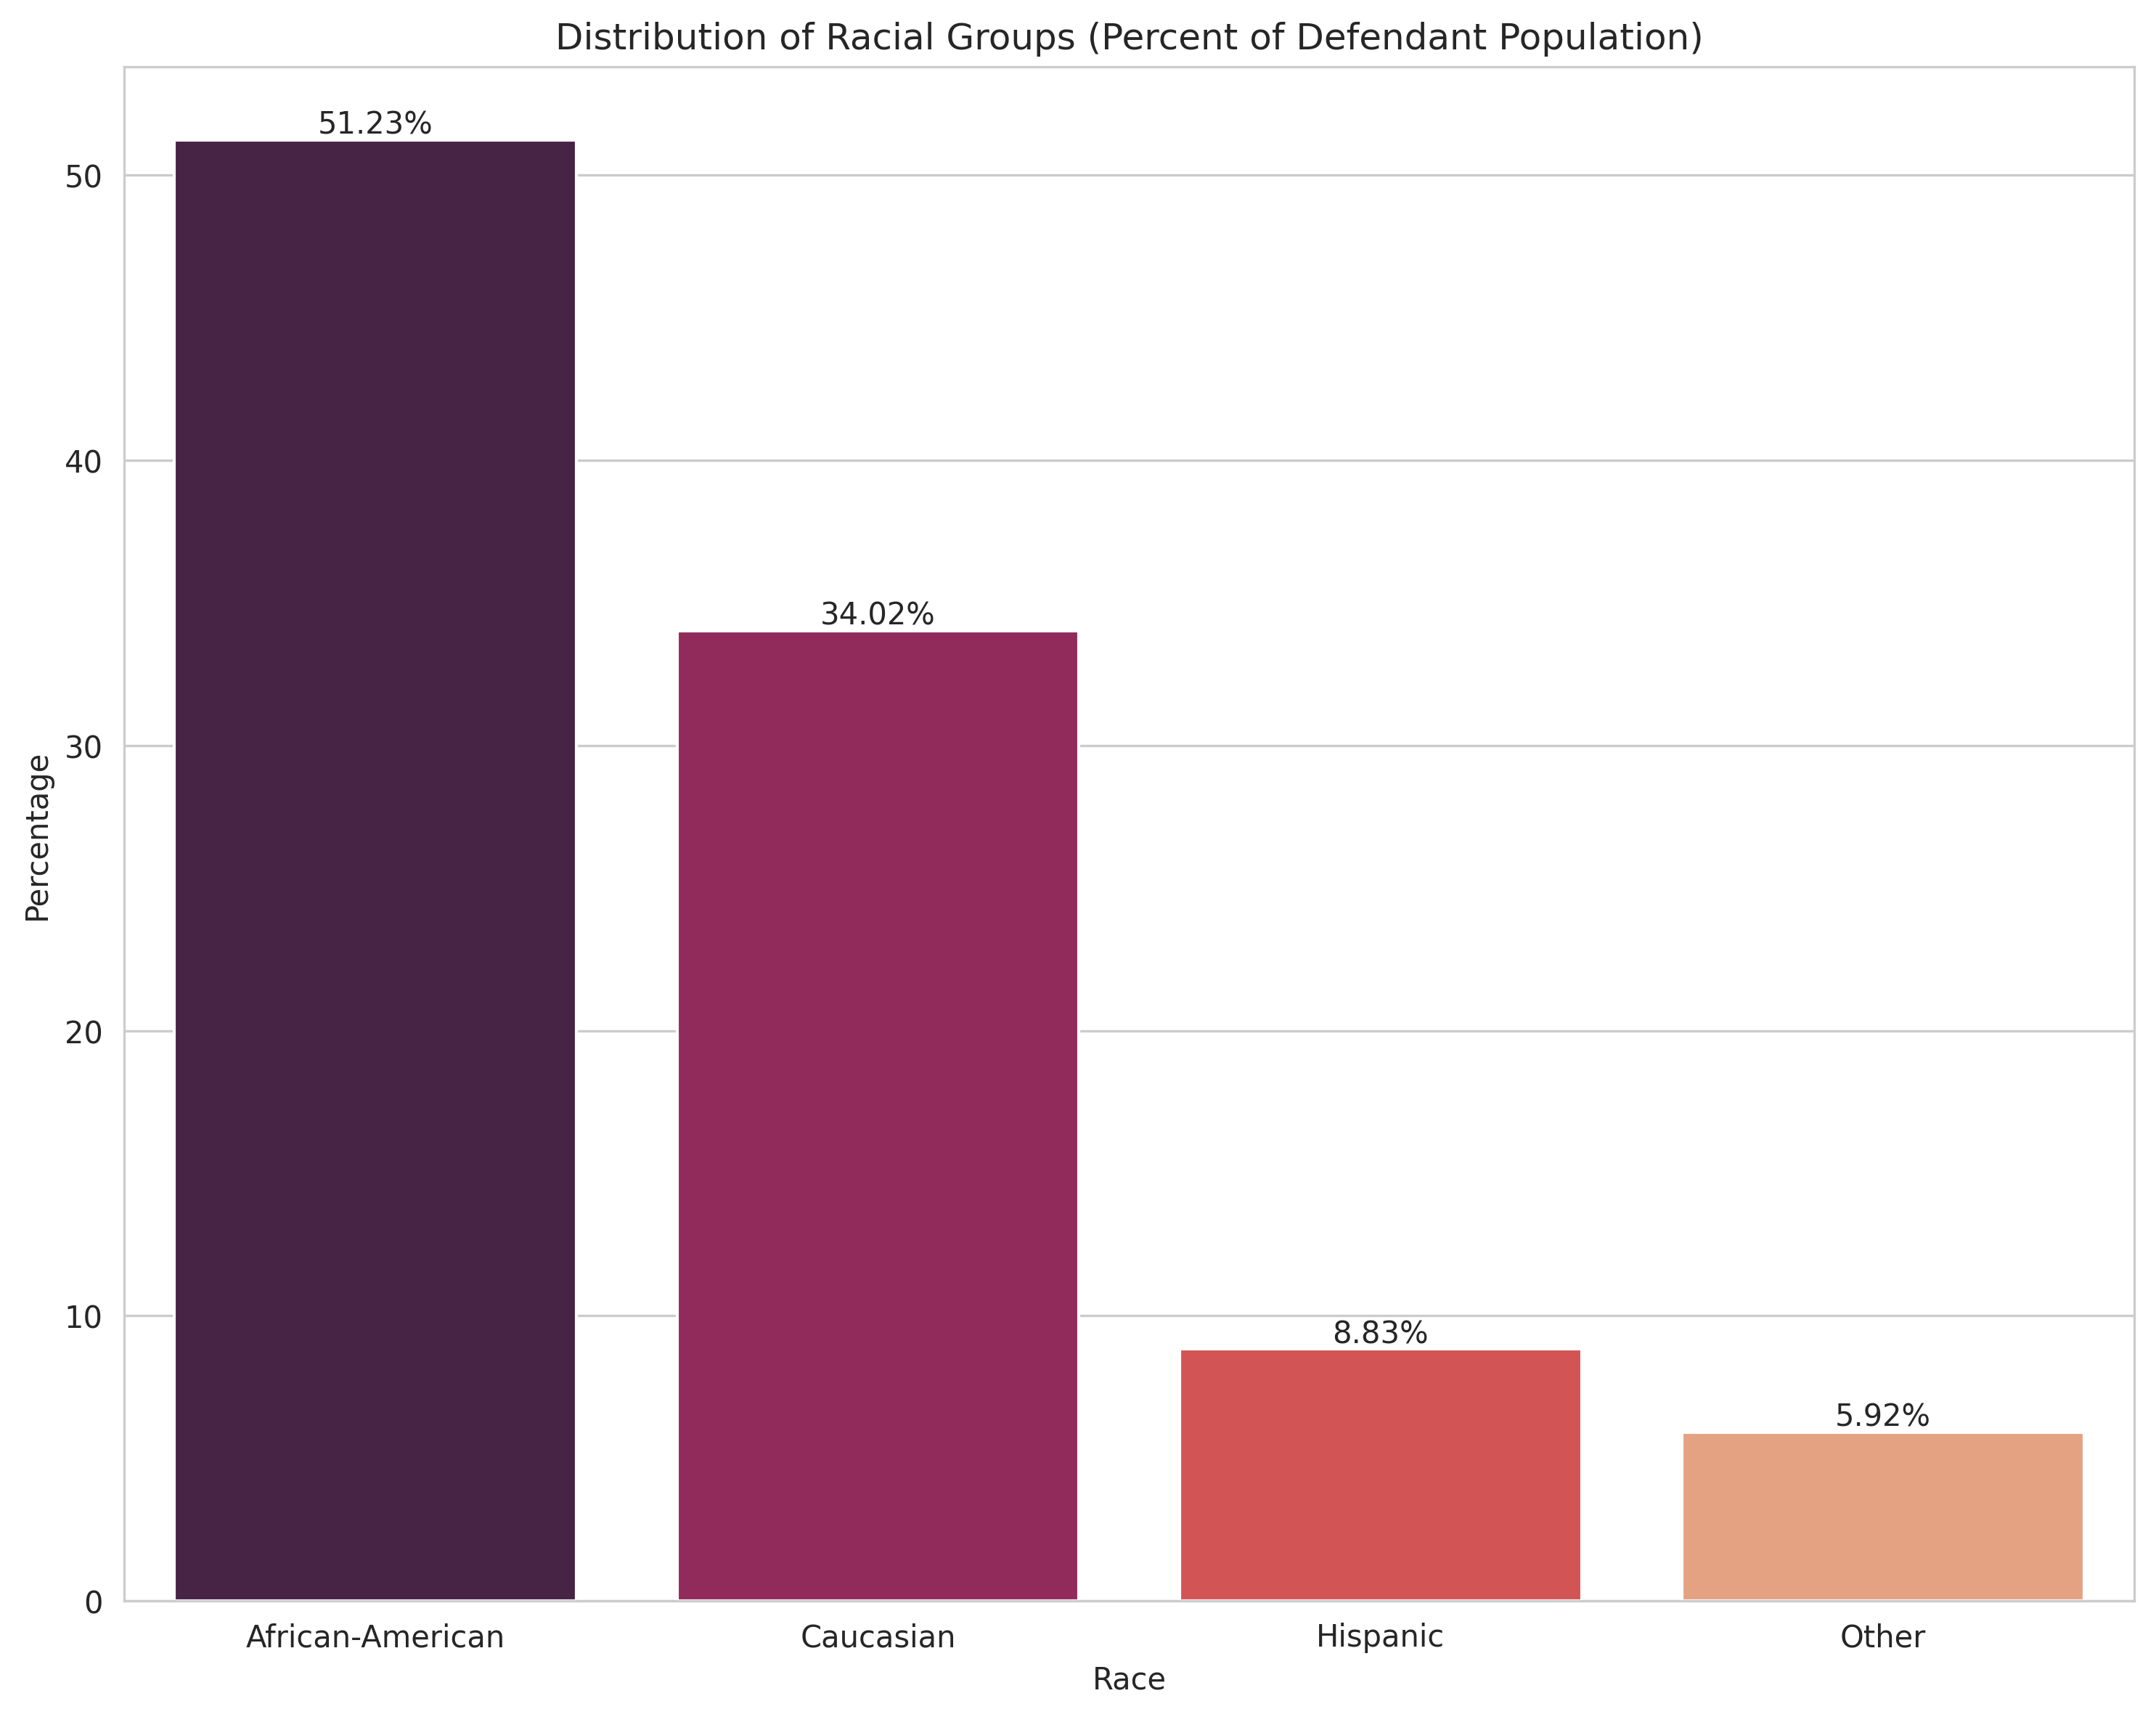 Distribution of Racial Groups (Percent of Defendant Population)
51.23%
50
40
34.02%
30
Percentage
20
10
8.83%
5.92%
0
African-American
Caucasian
Hispanic
Other
Race